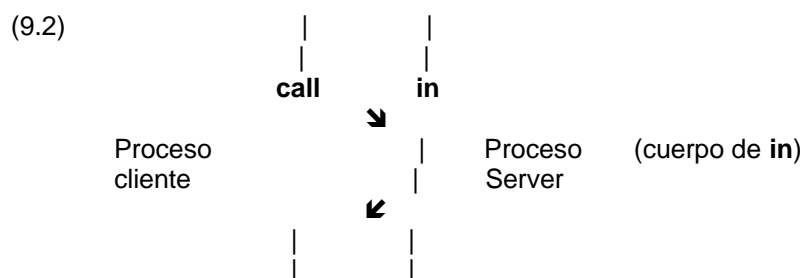 (9.2) | |
| |
call in
➘
Proceso | Proceso (cuerpo de in)
cliente | Server
➷
| |
| |